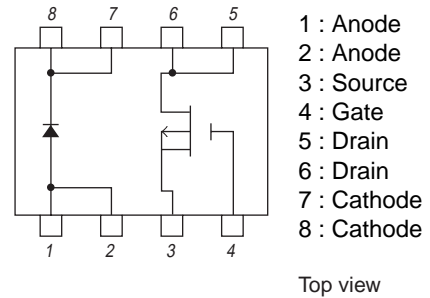 8 7 6 5
1 2 3 4
1 : Anode
2 : Anode
3 : Source
4 : Gate
5 : Drain
6 : Drain
7 : Cathode
8 : Cathode
Top view